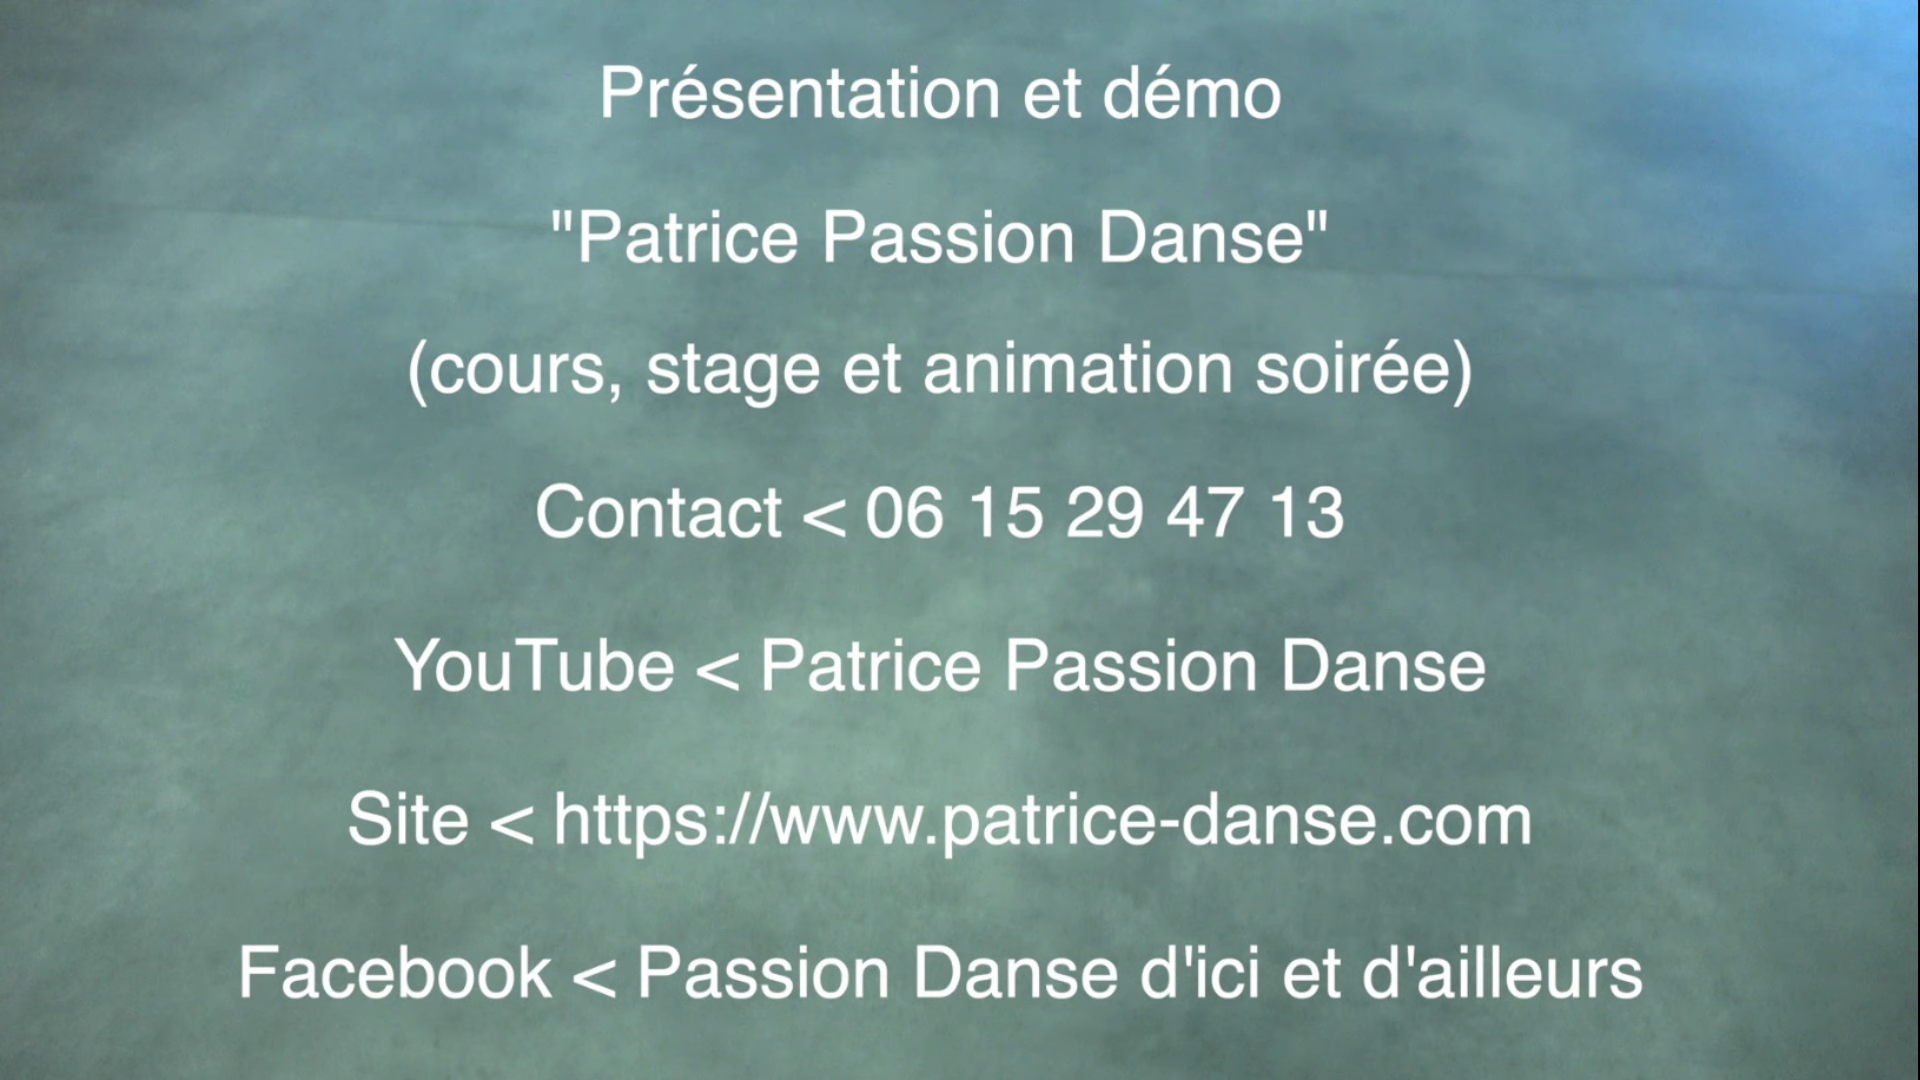 Présentation et démo
"Patrice Passion Danse"
(cours, stage et animation soirée)
Contact < 06 15 29 47 13
YouTube < Patrice Passion Danse
Site < https://www.patrice-danse.com
Facebook < Passion Danse d'ici et d'ailleurs